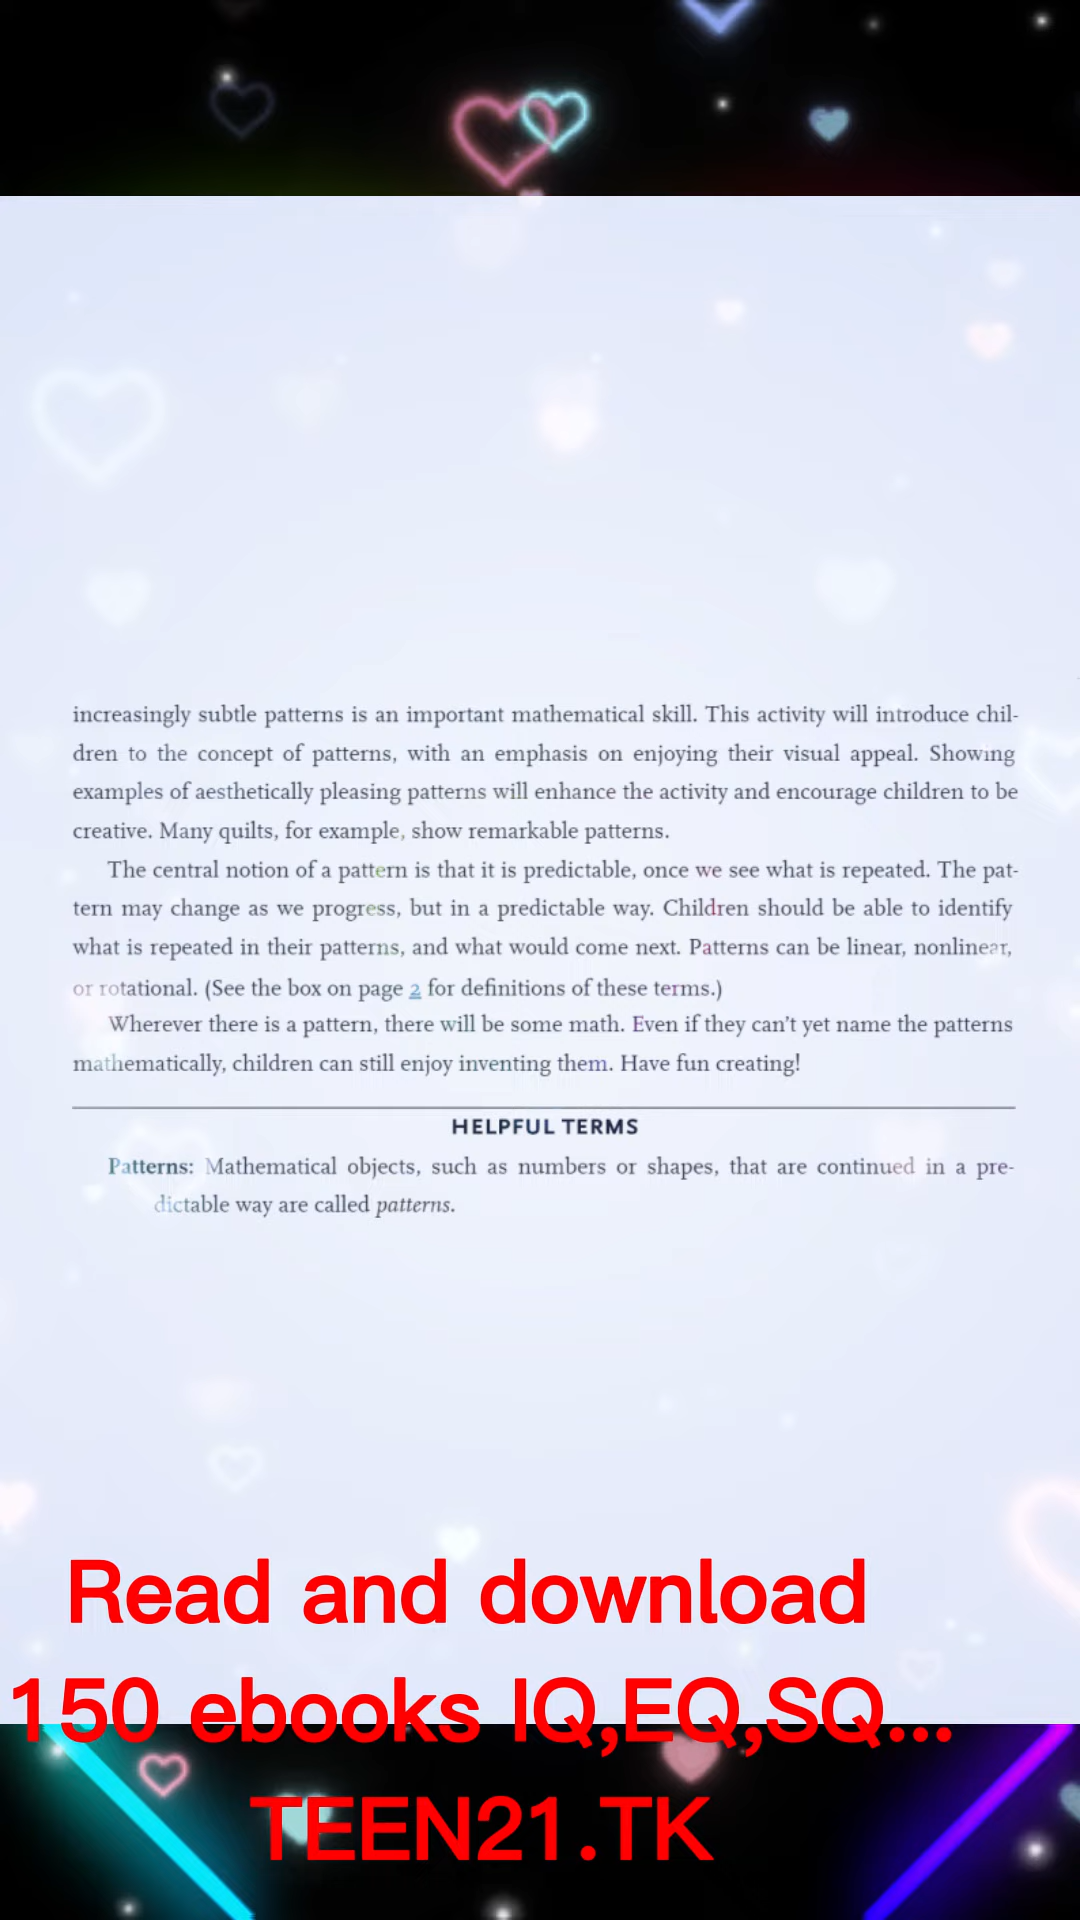 increasingly subtle patterns is an important mathematical skill. This activity will introduce chil-
dren to the concept of patterns, with an emphasis on enjoying their visual appeal. Showing
examples of aesthetically pleasing patterns will enhance the activity and encourage children to be
creative. Many quilts, for example, show remarkable patterns.
The central notion of a pattern is that it is predictable, once we see what is repeated. The pat-
tern may change as we progress, but in a predictable way. Children should be able to identify
what is repeated in their patterns, and what would come next. Patterns can be linear, nonlinear,
or rotational. (See the box on page 2 for definitions of these terms.)
Wherever there is a pattern, there will be some math. Even if they can’t yet name the patterns
mathematically, children can still enjoy inventing them. Have fun creating!
HELPFUL TERMS
Patterns: Mathematical objects, such as numbers or shapes, that are continued in a pre-
dictable way are called patterns.
Read and download
150 ebooks IQ,EQ,SQ...
TEEN21.TK